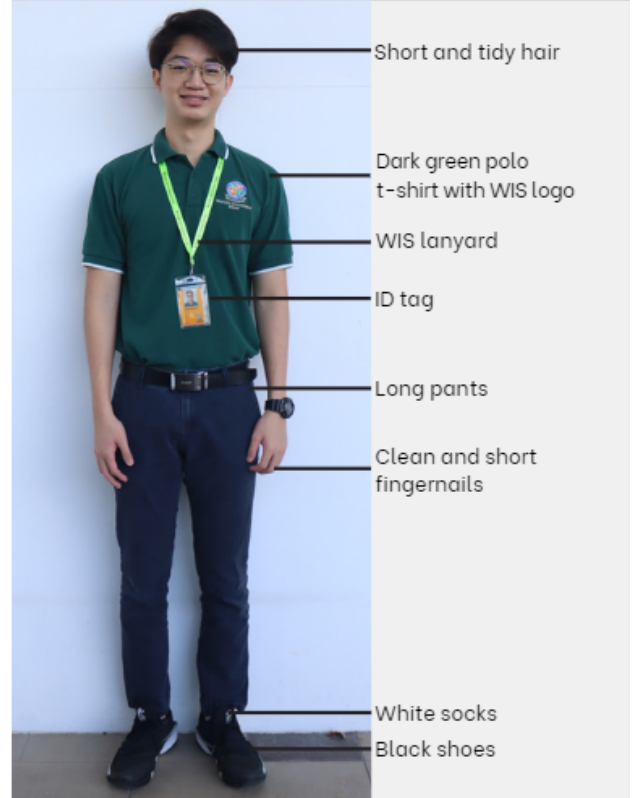 Short and tidy hair
Dark green polo
t-shirt with WIS logo
WIS lanyard
ID tag
Long pants
Clean and short
fingernails
White socks
Black shoes